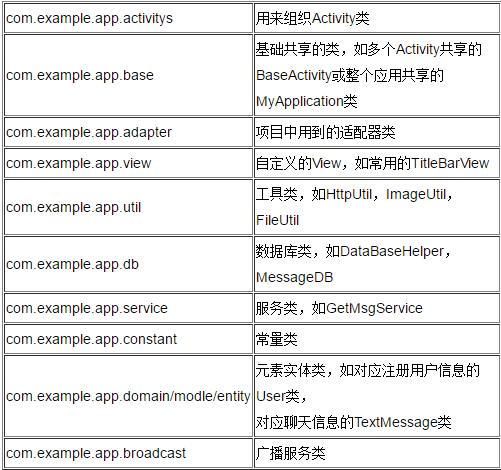 com.example.app.activitys
用来组织Activity类
com.example.app.base
基础共享的类，如多个Activity共享的
BaseActivity或整个应用共享的
MyApplication类
com.example.app.adapter
项目中用到的适配器类
com.example.app.view
自定义的View，如常用的TitleBarView
com.example.app.util
工具类，如HttpUtil，ImageUtil，
FileUtil
com.example.app.db
数据库类，如DataBaseHelper，
MessageDB
com.example.app.service
服务类，如GetMsgService
com.example.app.constant
常量类
com.example.app.domain/modle/entity
元素实体类，如对应注册用户信息的
User类，
对应聊天信息的TextMessage类
com.example.app.broadcast
广播服务类